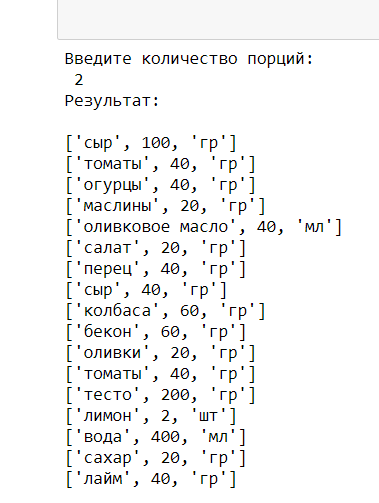 Введите количество порций:
2
Результат:
['сыр', 100, 'гр']
['томаты', 40, 'гр']
['огурцы', 40, 'гр']
['маслины', 20, 'гр']
['оливковое масло', 40, 'мл']
['салат', 20, 'гр']
['перец', 40, 'гр']
['сыр', 40, 'гр']
['колбаса', 60, 'гр']
['бекон', 60, 'гр']
['оливки', 20, 'гр']
['томаты', 40, 'гр']
['тесто', 200, 'гр']
['лимон', 2, 'шт']
['вода', 400, 'мл']
['сахар', 20, 'гр']
['лайм', 40, 'гр']